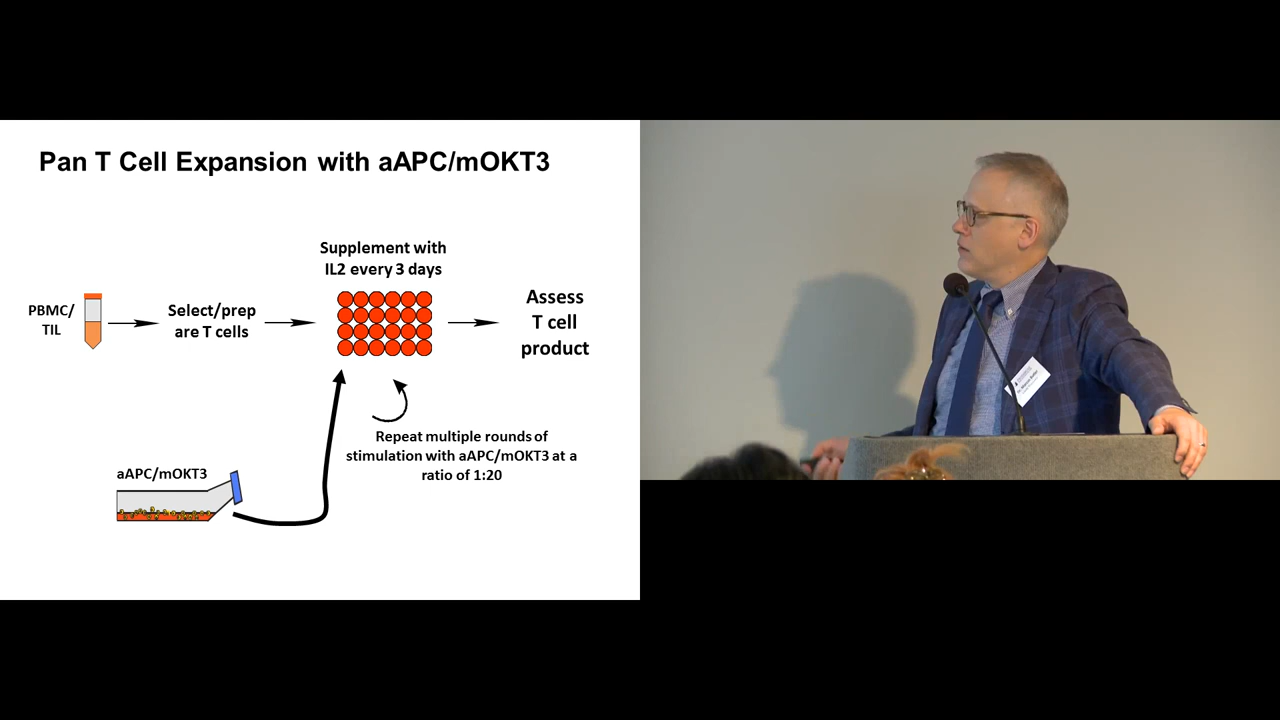 Pan T Cell Expansion with aAPC/mOKT3
Supplement with
IL2 every 3 days
PBMC/
TIL
Select/prep
are T cells
Assess
T cell
product
Repeat multiple rounds of
stimulation with aAPC/mOKT3 at a
ratio of 1:20
aAPC/mOKT3